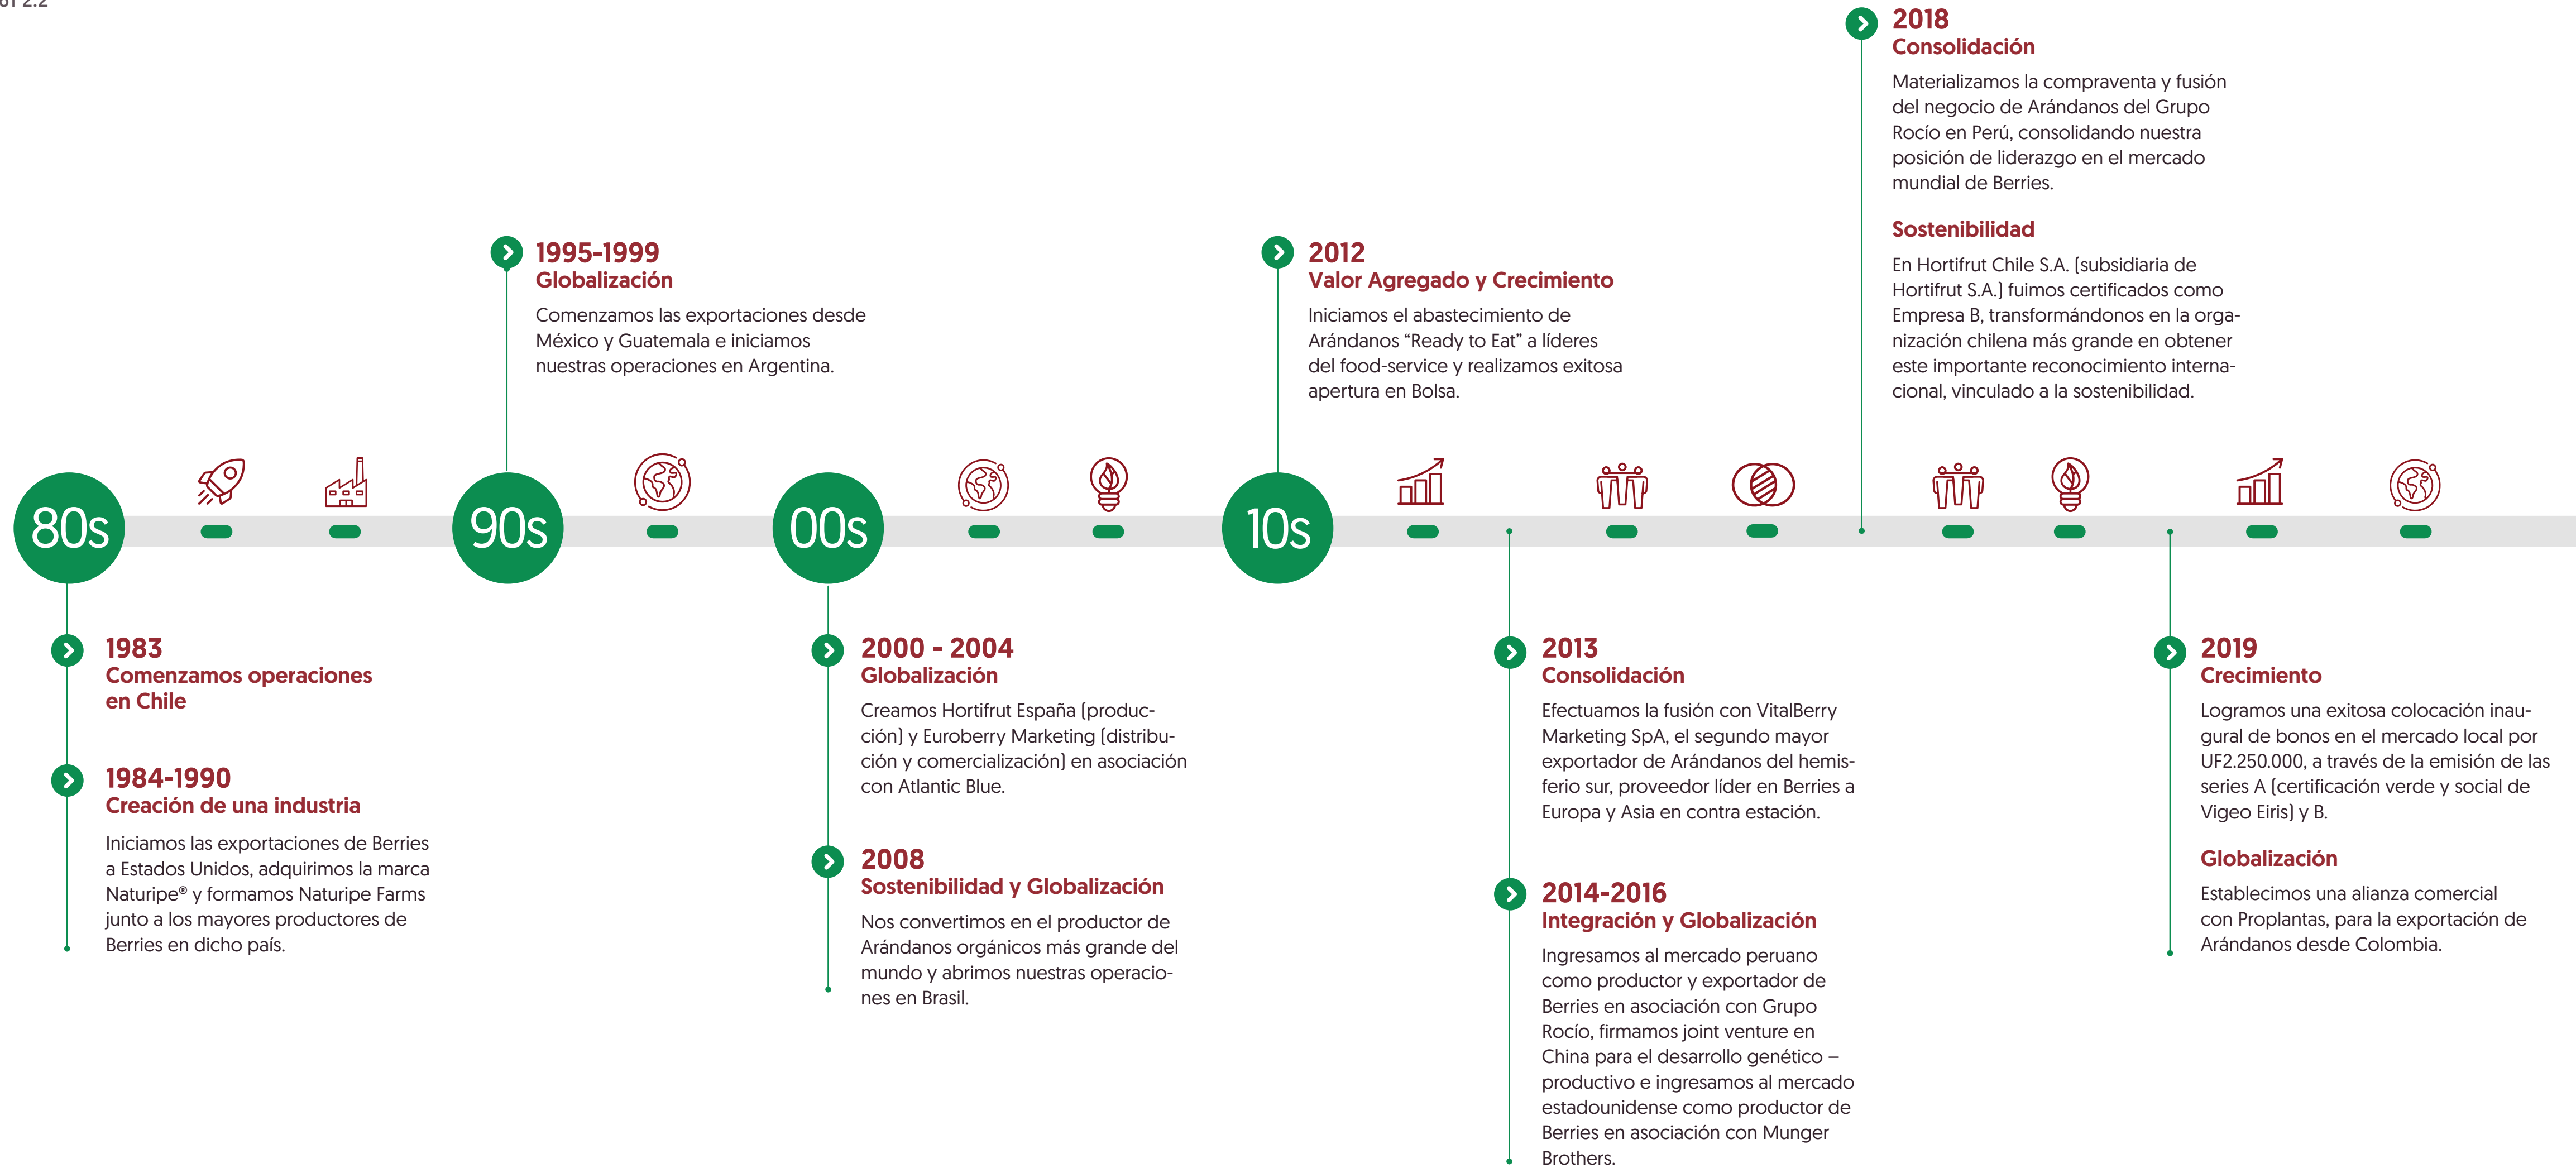 80s
1983
Comenzamos operaciones
en Chile
1984-1990
Creación de una industria
Iniciamos las exportaciones de Berries
a Estados Unidos, adquirimos la marca
Naturipe® y formamos Naturipe Farms
junto a los mayores productores de
Berries en dicho país.
90s
1995-1999
Globalización
Comenzamos las exportaciones desde
México y Guatemala e iniciamos
nuestras operaciones en Argentina.
00s
2000 - 2004
Globalización
Creamos Hortifrut España (produc-
ción) y Euroberry Marketing (distribu-
ción y comercialización) en asociación
con Atlantic Blue.
2008
Sostenibilidad y Globalización
Nos convertimos en el productor de
Arándanos orgánicos más grande del
mundo y abrimos nuestras operacio-
nes en Brasil.
10s
2012
Valor Agregado y Crecimiento
Iniciamos el abastecimiento de
Arándanos “Ready to Eat” a líderes
del food-service y realizamos exitosa
apertura en Bolsa.
2013
Consolidación
Efectuamos la fusión con VitalBerry
Marketing SpA, el segundo mayor
exportador de Arándanos del hemis-
ferio sur, proveedor líder en Berries a
Europa y Asia en contra estación.
2014-2016
Integración y Globalización
Ingresamos al mercado peruano
como productor y exportador de
Berries en asociación con Grupo
Rocío, firmamos joint venture en
China para el desarrollo genético –
productivo e ingresamos al mercado
estadounidense como productor de
Berries en asociación con Munger
Brothers.
2018
Consolidación
Materializamos la compraventa y fusión
del negocio de Arándanos del Grupo
Rocío en Perú, consolidando nuestra
posición de liderazgo en el mercado
mundial de Berries.
Sostenibilidad
En Hortifrut Chile S.A. (subsidiaria de
Hortifrut S.A.) fuimos certificados como
Empresa B, transformándonos en la orga-
nización chilena más grande en obtener
este importante reconocimiento interna-
cional, vinculado a la sostenibilidad.
2019
Crecimiento
Logramos una exitosa colocación inau-
gural de bonos en el mercado local por
UF2.250.000, a través de la emisión de las
series A (certificación verde y social de
Vigeo Eiris) y B.
Globalización
Establecimos una alianza comercial
con Proplantas, para la exportación de
Arándanos desde Colombia.